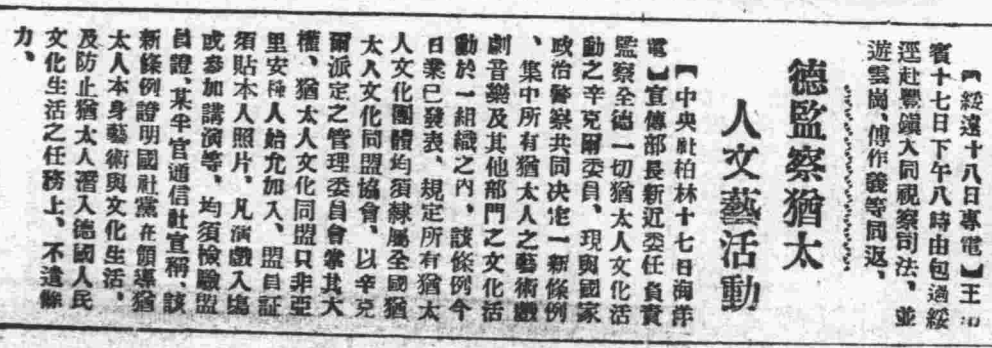 【綏遠十八日專電】王
賓十七日下午八時由包過綏
逕赴豐鎮大同視察司法，並
遊雲崗，傅作義等同返，
德監察猶太
人文藝活動
【中央社柏林十七日海洋
電】宣傳部長新近委任負責
監察全德一切猶太人文化活
動之辛克爾委員、現與國家
政治警察共同决定一新條例
、集中所有猶太人之藝術戲
劇音樂及其他部門之文化活
動於一組織之內，該條例今
日業已發表、規定所有猶太
人文化團體均須隸屬全國猶
太人文化同盟協會、以辛克
爾派定之管理委員會掌其大
權、猶太人文化同盟只非亞
里安種人始允加入、盟員証
須貼本人照片、凡演戲入塲
或參加講演等、均須檢驗盟
員證、某半官通信社宣稱、該
新條例證明國社黨在領導猶
太人本身藝術與文化生活，
及防止猶太人潛入德國人民
文化生活之任務上、不遺餘
力、